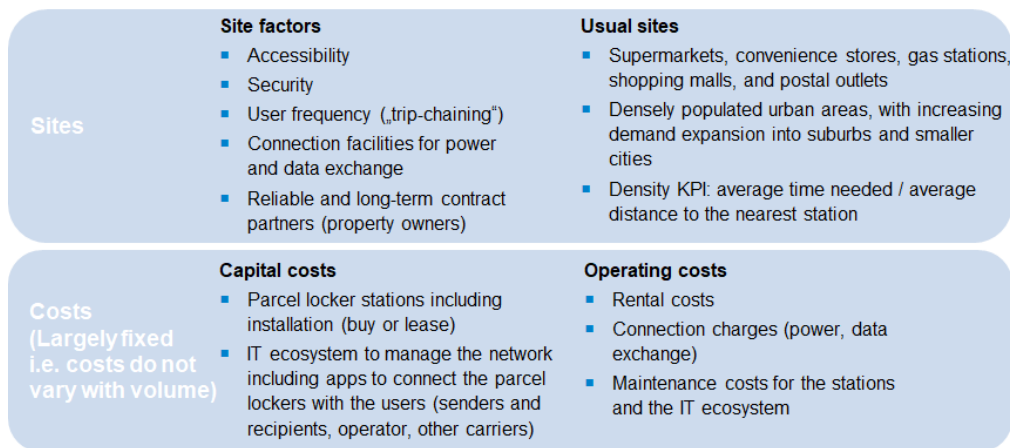 Sites
Site factors
▪ Accessibility
▪ Security
▪ User frequency („trip-chaining“)
▪ Connection facilities for power
and data exchange
▪ Reliable and long-term contract
partners (property owners)
Usual sites
▪ Supermarkets, convenience stores, gas stations,
shopping malls, and postal outlets
▪ Densely populated urban areas, with increasing
demand expansion into suburbs and smaller
cities
▪ Density KPI: average time needed / average
distance to the nearest station
Costs
(Largely fixed
i.e. costs do not
vary with volume)
Capital costs
▪ Parcel locker stations including
installation (buy or lease)
▪ IT ecosystem to manage the network
including apps to connect the parcel
lockers with the users (senders and
recipients, operator, other carriers)
Operating costs
▪ Rental costs
▪ Connection charges (power, data
exchange)
▪ Maintenance costs for the stations
and the IT ecosystem